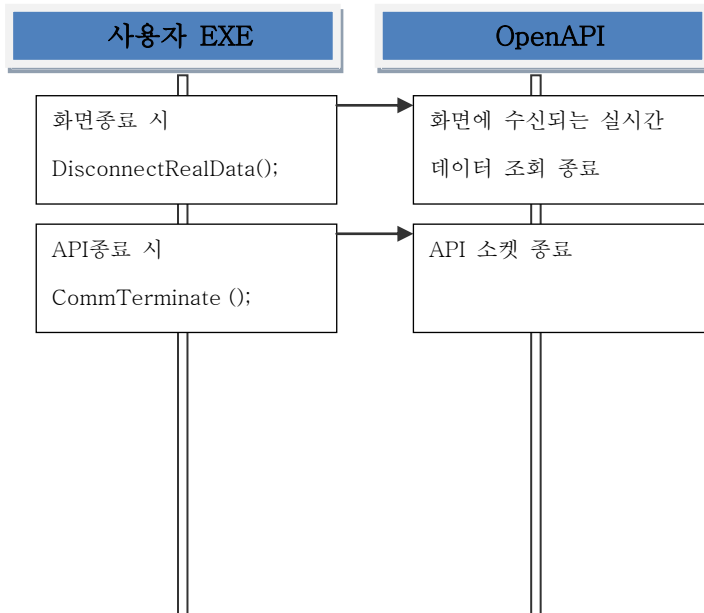 사용자 EXE
OpenAPI
화면종료 시
DisconnectRealData();
화면에 수신되는 실시간
데이터 조회 종료
API종료 시
CommTerminate ();
API 소켓 종료